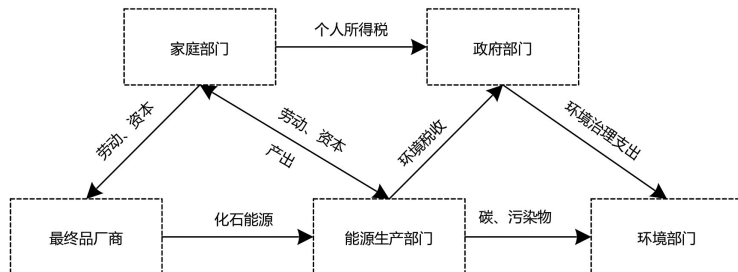 家庭部门
个人所得税
政府部门
劳动、资本
劳动、资本
产出
环境税收
环境治理支出
最终品厂商
化石能源
能源生产部门
碳、污染物
环境部门